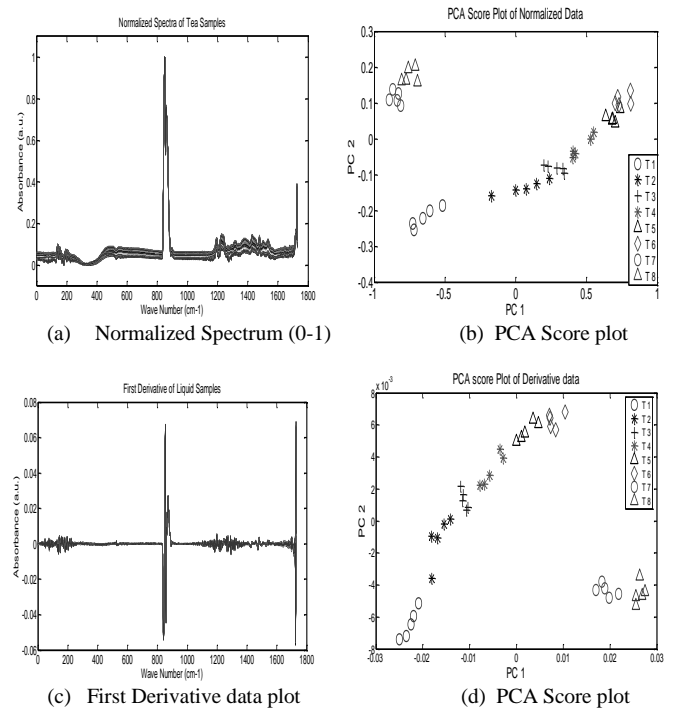 Normalized Spectra of Tea Samples
1
0.8
0.6
0.4
0.2
0
Absorbance (a.u.)
0 200 400 600 800 1000 1200 1400 1600 1800
Wave Number (cm-1)
(a) Normalized Spectrum (0-1)
PCA Score Plot of Normalized Data
0.3
0.2
0.1
0
-0.1
-0.2
-0.3
-0.4
PC 2
-1 -0.5 0 0.5 1
PC 1
T 1
T 2
T 3
T 4
T 5
T 6
T 7
T 8
(b) PCA Score plot
First Derivative of Liquid Samples
0.08
0.06
0.04
0.02
0
-0.02
-0.04
-0.06
Absorbance (a.u.)
0 200 400 600 800 1000 1200 1400 1600 1800
Wave Number (cm-1)
(c) First Derivative data plot
PCA score Plot of Derivative data
x 10-3
8
6
4
2
0
-2
-4
-6
-8
PC 2
-0.03 -0.02 -0.01 0 0.01 0.02 0.03
PC 1
T1
T 2
T 3
T 4
T 5
T 6
T 7
T 8
(d) PCA Score plot